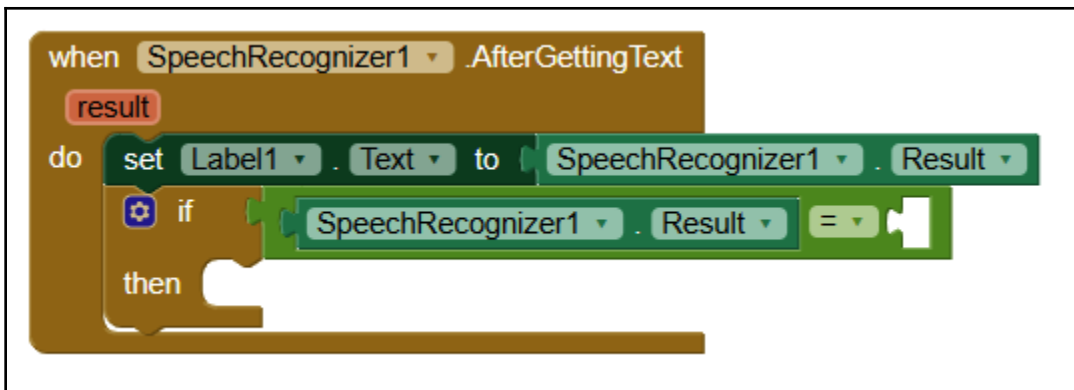 when SpeechRecognizer1 .AfterGettingText
result
do set Label1 . Text to SpeechRecognizer1 . Result
if SpeechRecognizer1 . Result =
then